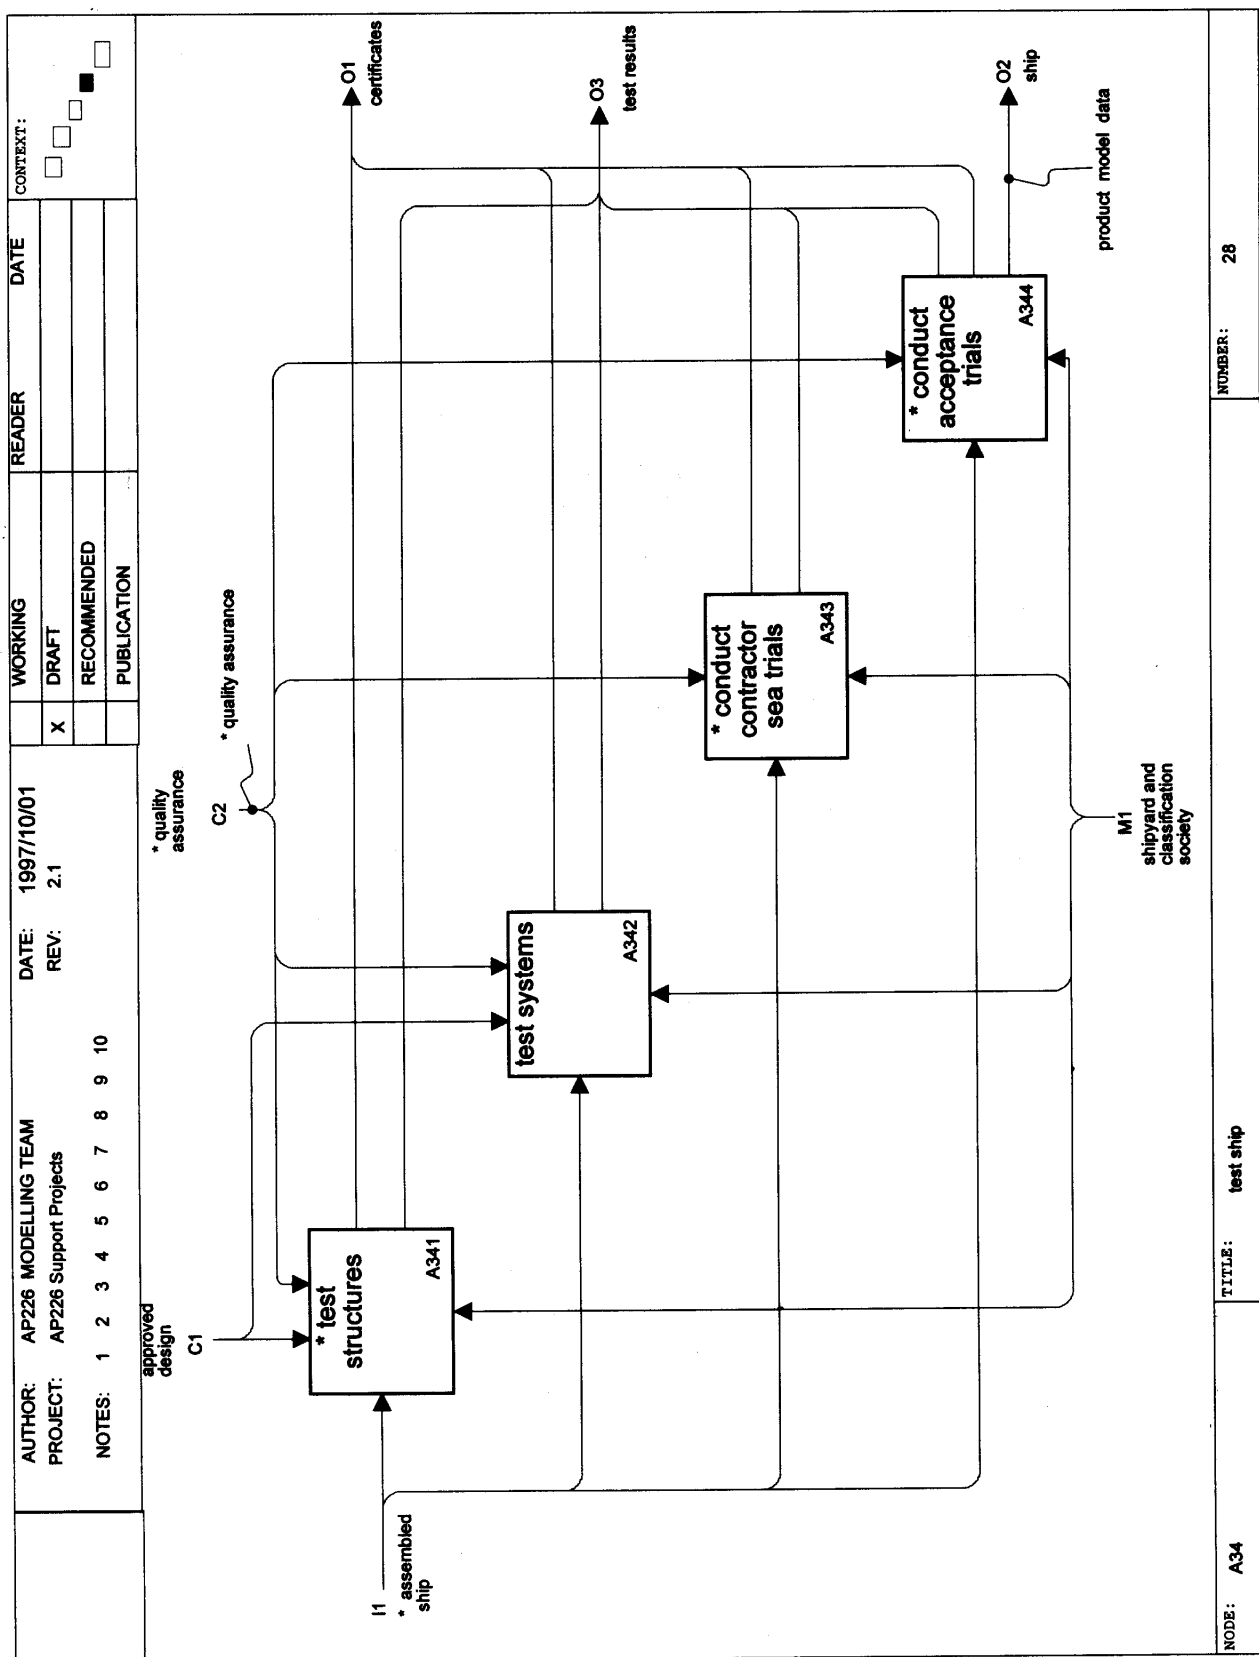 AUTHOR: AP226 MODELLING TEAM
DATE: 1997/10/01
WORKING
READER
DATE
CONTEXT:
PROJECT: AP226 Support Projects
REV: 2.1
X
DRAFT
RECOMMENDED
NOTES: 1 2 3 4 5 6 7 8 9 10
PUBLICATION
approved
design
C1
* quality
assurance
C2
* quality assurance
I1
* assembled
ship
* test
structures
A341
test systems
A342
* conduct
contractor
sea trials
A343
* conduct
acceptance
trials
A344
O1
certificates
O3
test results
O2
ship
product model data
M1
shipyard and
classification
society
NODE: A34
TITLE: test ship
NUMBER: 28